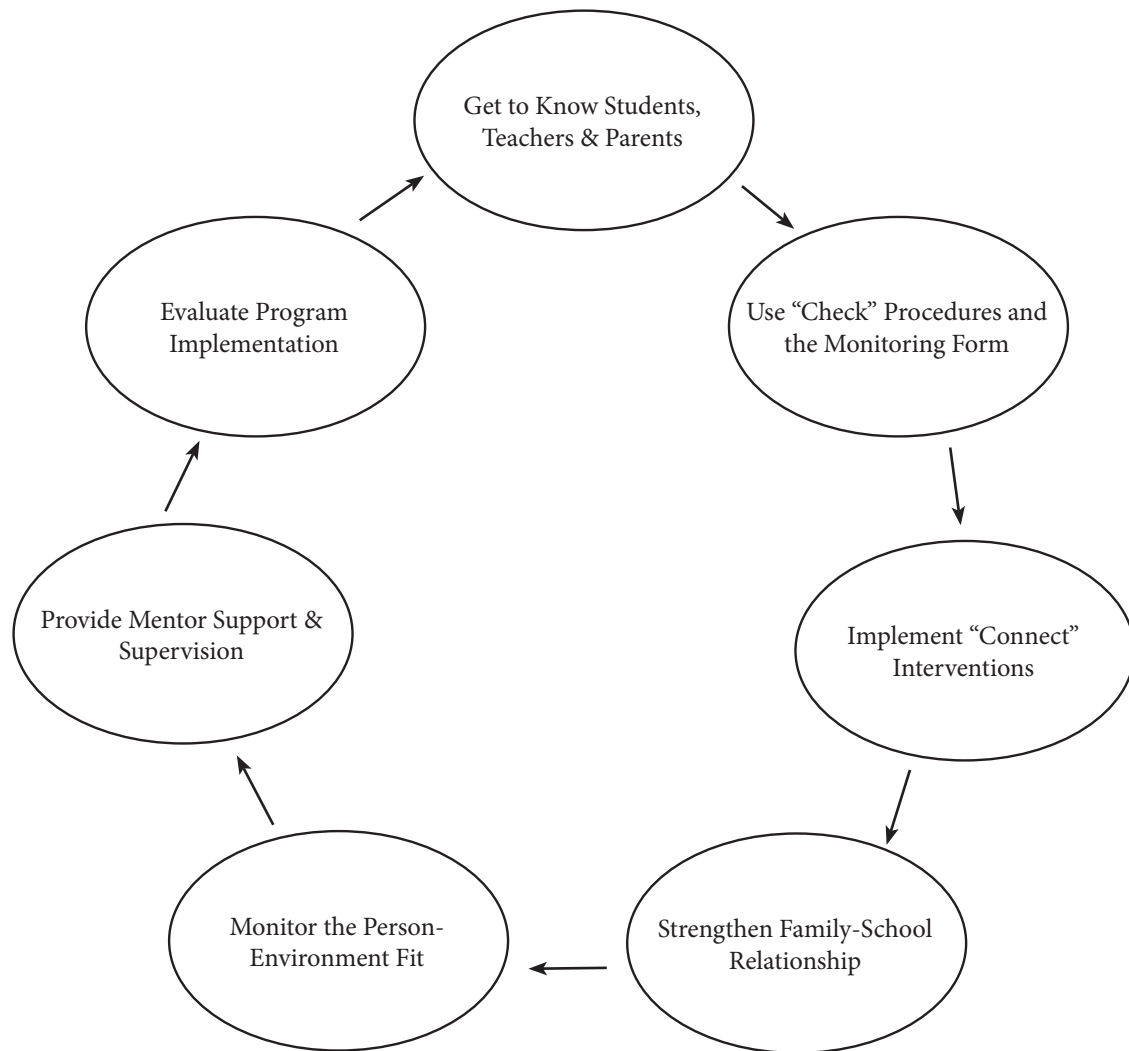 Get to Know Students,
Teachers & Parents
Use “Check” Procedures and
the Monitoring Form
Implement “Connect”
Interventions
Strengthen Family-School
Relationship
Monitor the Person-
Environment Fit
Provide Mentor Support &
Supervision
Evaluate Program
Implementation